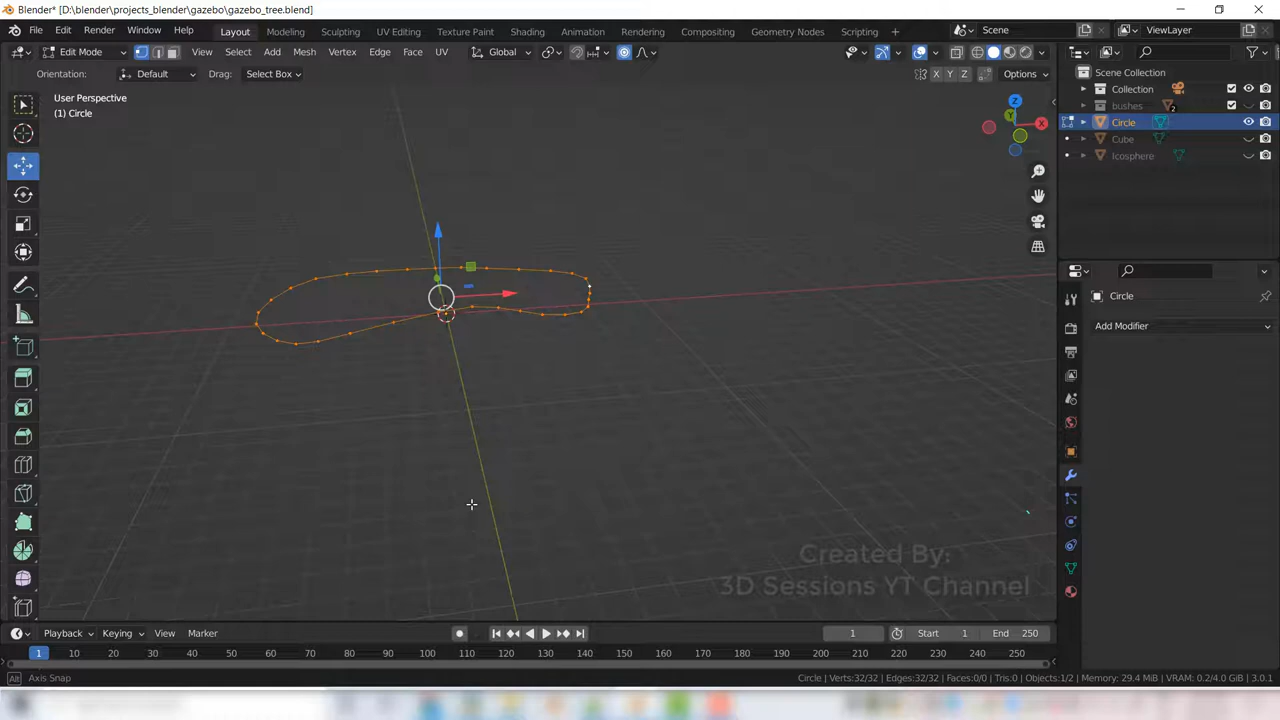 Blender* [D:\blender\projects_blender\gazebo\gazebo_tree.blend]
File Edit Render Window Help Layout Modeling Sculpting UV Editing Texture Paint Shading Animation Rendering Compositing Geometry Nodes Scripting + Scene ViewLayer
Edit Mode View Select Add Mesh Vertex Edge Face UV Global
Orientation: Default Drag: Select Box X Y Z Options
User Perspective
(1) Circle
Z
Y
X
Scene Collection
Collection
bushes 2
Circle
Cube
Icosphere
Circle
Add Modifier
Created By:
3D Sessions YT Channel
Playback Keying View Marker 1 Start 1 End 250
1 10 20 30 40 50 60 70 80 90 100 110 120 130 140 150 160 170 180 190 200 210 220 230 240 250
Alt Axis Snap Circle | Verts:32/32 | Edges:32/32 | Faces:0/0 | Tris:0 | Objects:1/2 | Memory: 29.4 MiB | VRAM: 0.2/4.0 GiB | 3.0.1